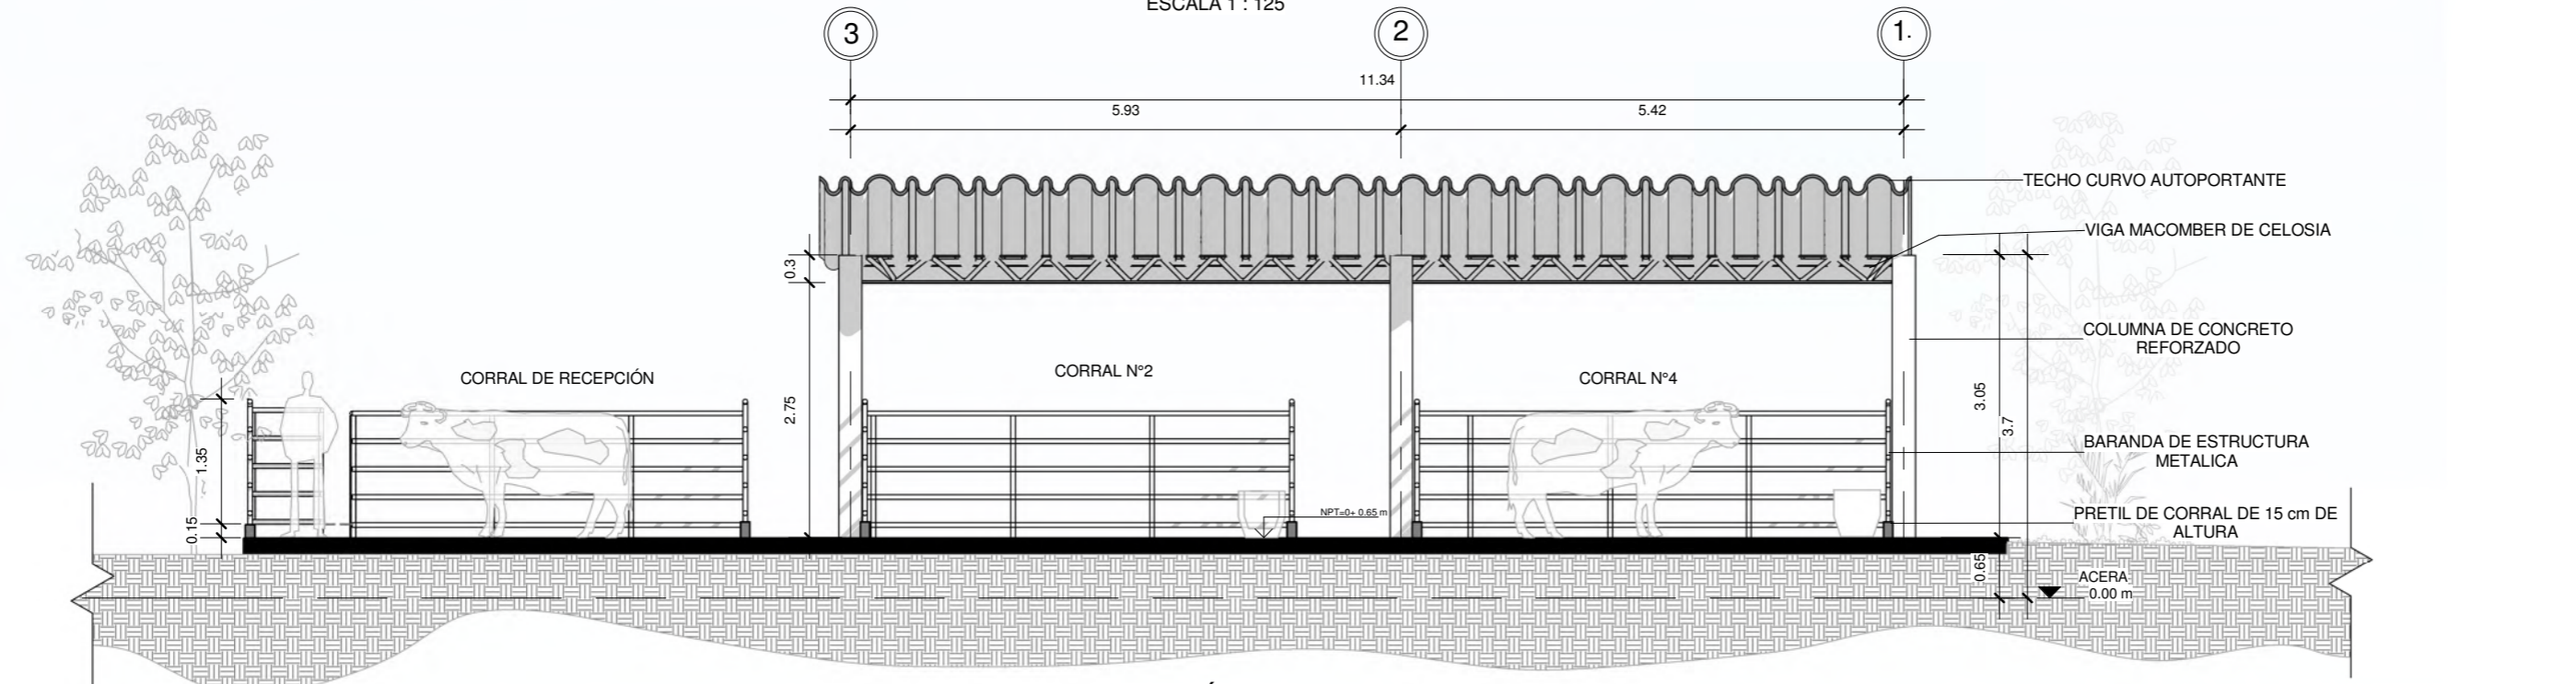 ESCALA 1 : 125
3
2
1.
11.34
5.93
5.42
TECHO CURVO AUTOPORTANTE
VIGA MACOMBER DE CELOSIA
0.3
COLUMNA DE CONCRETO
REFORZADO
CORRAL DE RECEPCIÓN
CORRAL N°2
CORRAL N°4
2.75
3.05
3.7
1.35
BARANDA DE ESTRUCTURA
METALICA
0.15
NPT=0+ 0.65 m
PRETIL DE CORRAL DE 15 cm DE
ALTURA
0.65
ACERA
0.00 m